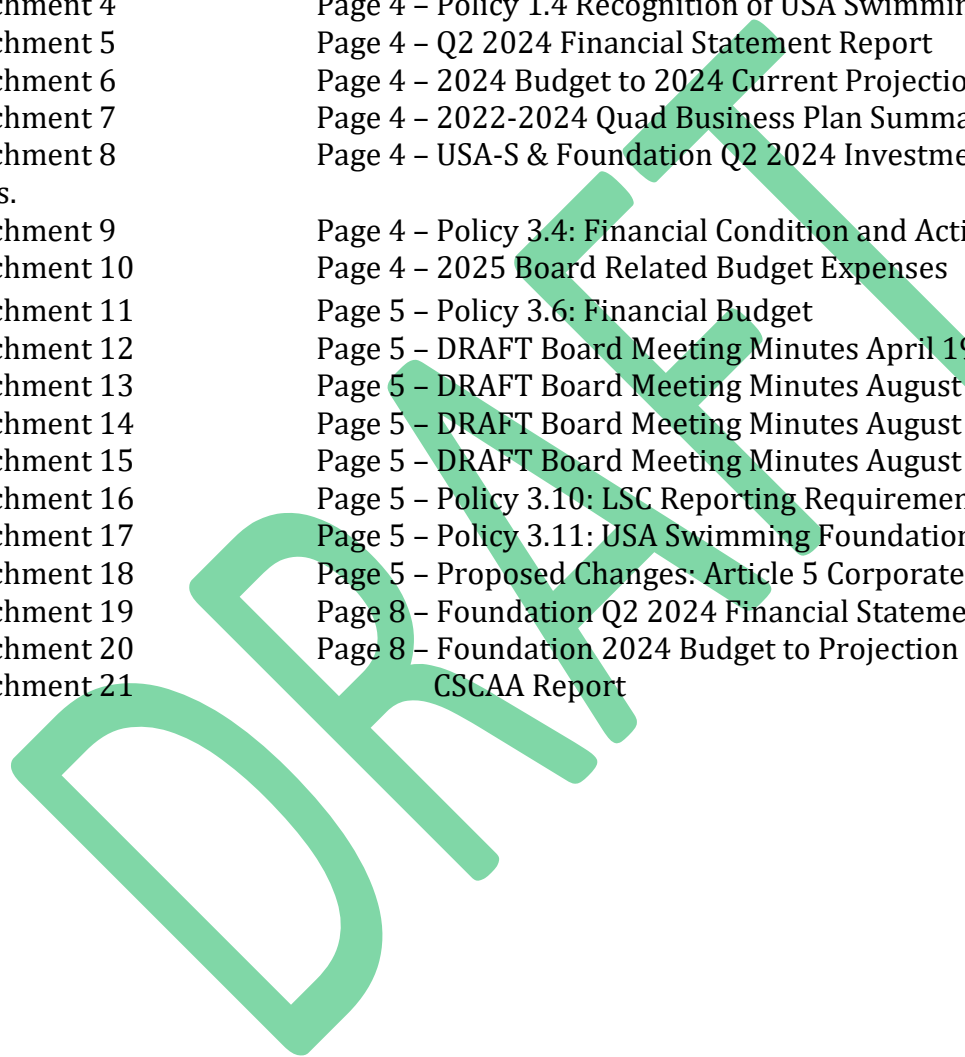 chment 4 Page 4 – Policy 1.4 Recognition of USA Swimmin
chment 5 Page 4 – Q2 2024 Financial Statement Report
chment 6 Page 4 – 2024 Budget to 2024 Current Projectio
chment 7 Page 4 – 2022-2024 Quad Business Plan Summa
chment 8 Page 4 – USA-S & Foundation Q2 2024 Investme
s.
chment 9 Page 4 – Policy 3.4: Financial Condition and Acti
chment 10 Page 4 – 2025 Board Related Budget Expenses
chment 11 Page 5 – Policy 3.6: Financial Budget
chment 12 Page 5 – DRAFT Board Meeting Minutes April 19
chment 13 Page 5 – DRAFT Board Meeting Minutes August
chment 14 Page 5 – DRAFT Board Meeting Minutes August
chment 15 Page 5 – DRAFT Board Meeting Minutes August
chment 16 Page 5 – Policy 3.10: LSC Reporting Requiremen
chment 17 Page 5 – Policy 3.11: USA Swimming Foundation
chment 18 Page 5 – Proposed Changes: Article 5 Corporate
chment 19 Page 8 – Foundation Q2 2024 Financial Stateme
chment 20 Page 8 – Foundation 2024 Budget to Projection
chment 21 CSCAA Report
DRAFT